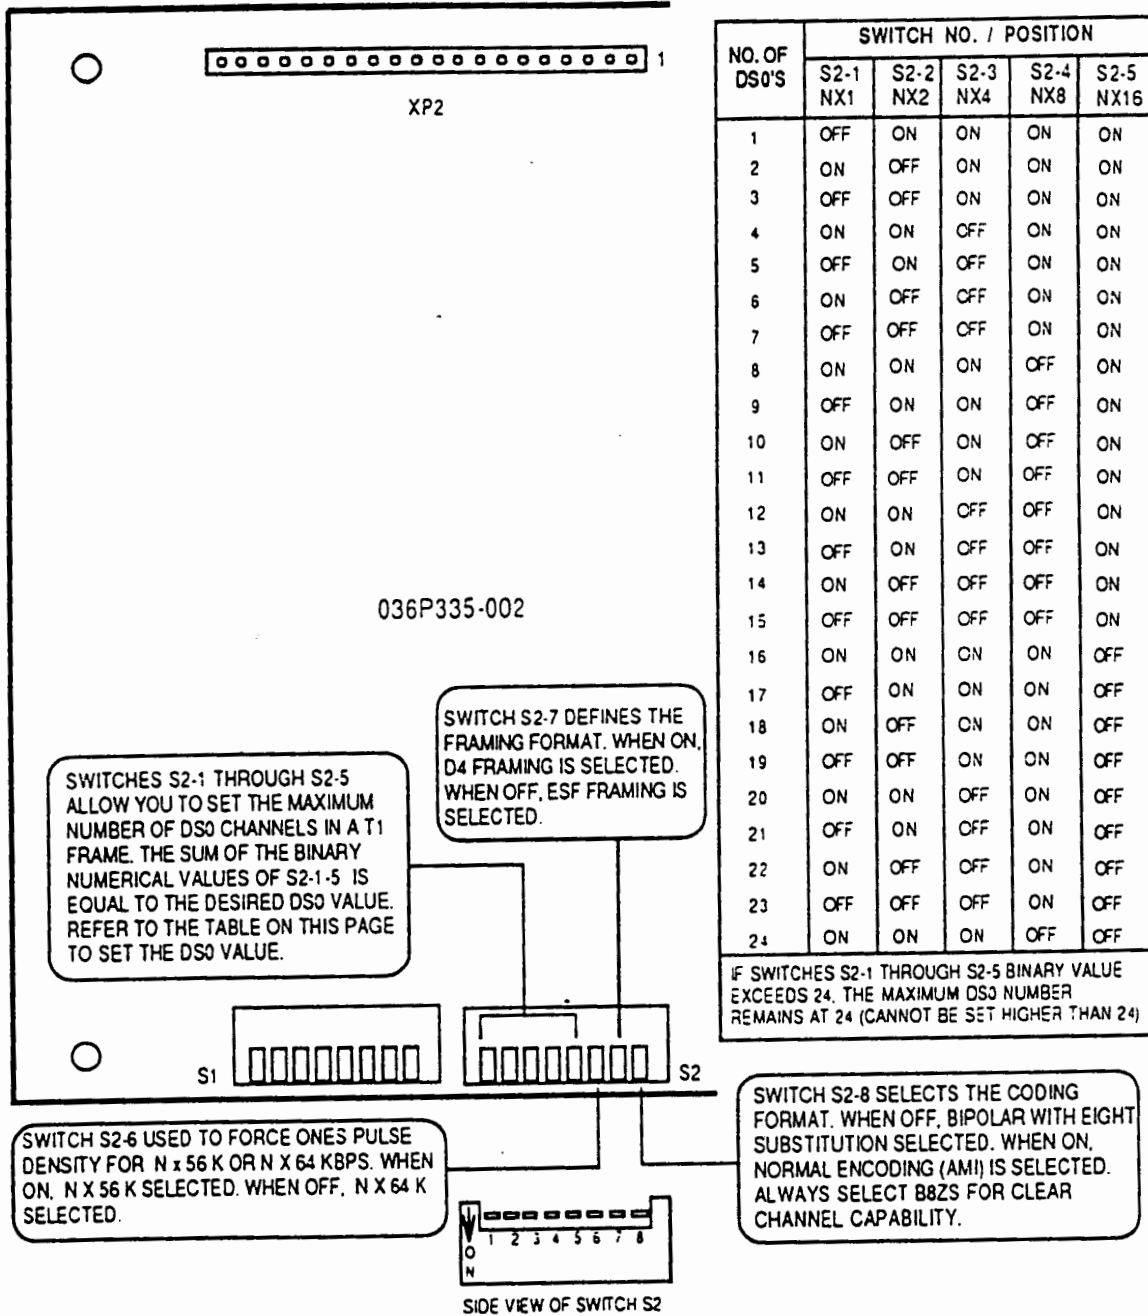 1
XP2
036P335-002
SWITCH S2-7 DEFINES THE
FRAMING FORMAT. WHEN ON,
D4 FRAMING IS SELECTED.
WHEN OFF, ESF FRAMING IS
SELECTED.
SWITCHES S2-1 THROUGH S2-5
ALLOW YOU TO SET THE MAXIMUM
NUMBER OF DS0 CHANNELS IN A T1
FRAME. THE SUM OF THE BINARY
NUMERICAL VALUES OF S2-1-5 IS
EQUAL TO THE DESIRED DS0 VALUE.
REFER TO THE TABLE ON THIS PAGE
TO SET THE DS0 VALUE.
S1
S2
SWITCH S2-6 USED TO FORCE ONES PULSE
DENSITY FOR N x 56 K OR N X 64 KBPS. WHEN
ON, N X 56 K SELECTED. WHEN OFF, N X 64 K
SELECTED.
ON
1 2 3 4 5 6 7 8
SIDE VIEW OF SWITCH S2
SWITCH S2-8 SELECTS THE CODING
FORMAT. WHEN OFF, BIPOLAR WITH EIGHT
SUBSTITUTION SELECTED. WHEN ON,
NORMAL ENCODING (AMI) IS SELECTED.
ALWAYS SELECT B8ZS FOR CLEAR
CHANNEL CAPABILITY.
NO. OF DS0'S
SWITCH NO. / POSITION
S2-1 S2-2 S2-3 S2-4 S2-5
NX1 NX2 NX4 NX8 NX16
1 OFF ON ON ON ON
2 ON OFF ON ON ON
3 OFF OFF ON ON ON
4 ON ON OFF ON ON
5 OFF ON OFF ON ON
6 ON OFF OFF ON ON
7 OFF OFF OFF ON ON
8 ON ON ON OFF ON
9 OFF ON ON OFF ON
10 ON OFF ON OFF ON
11 OFF OFF ON OFF ON
12 ON ON OFF OFF ON
13 OFF ON OFF OFF ON
14 ON OFF OFF OFF ON
15 OFF OFF OFF OFF ON
16 ON ON ON ON OFF
17 OFF ON ON ON OFF
18 ON OFF ON ON OFF
19 OFF OFF ON ON OFF
20 ON ON OFF ON OFF
21 OFF ON OFF ON OFF
22 ON OFF OFF ON OFF
23 OFF OFF OFF ON OFF
24 ON ON ON OFF OFF
IF SWITCHES S2-1 THROUGH S2-5 BINARY VALUE
EXCEEDS 24, THE MAXIMUM DS0 NUMBER
REMAINS AT 24 (CANNOT BE SET HIGHER THAN 24)